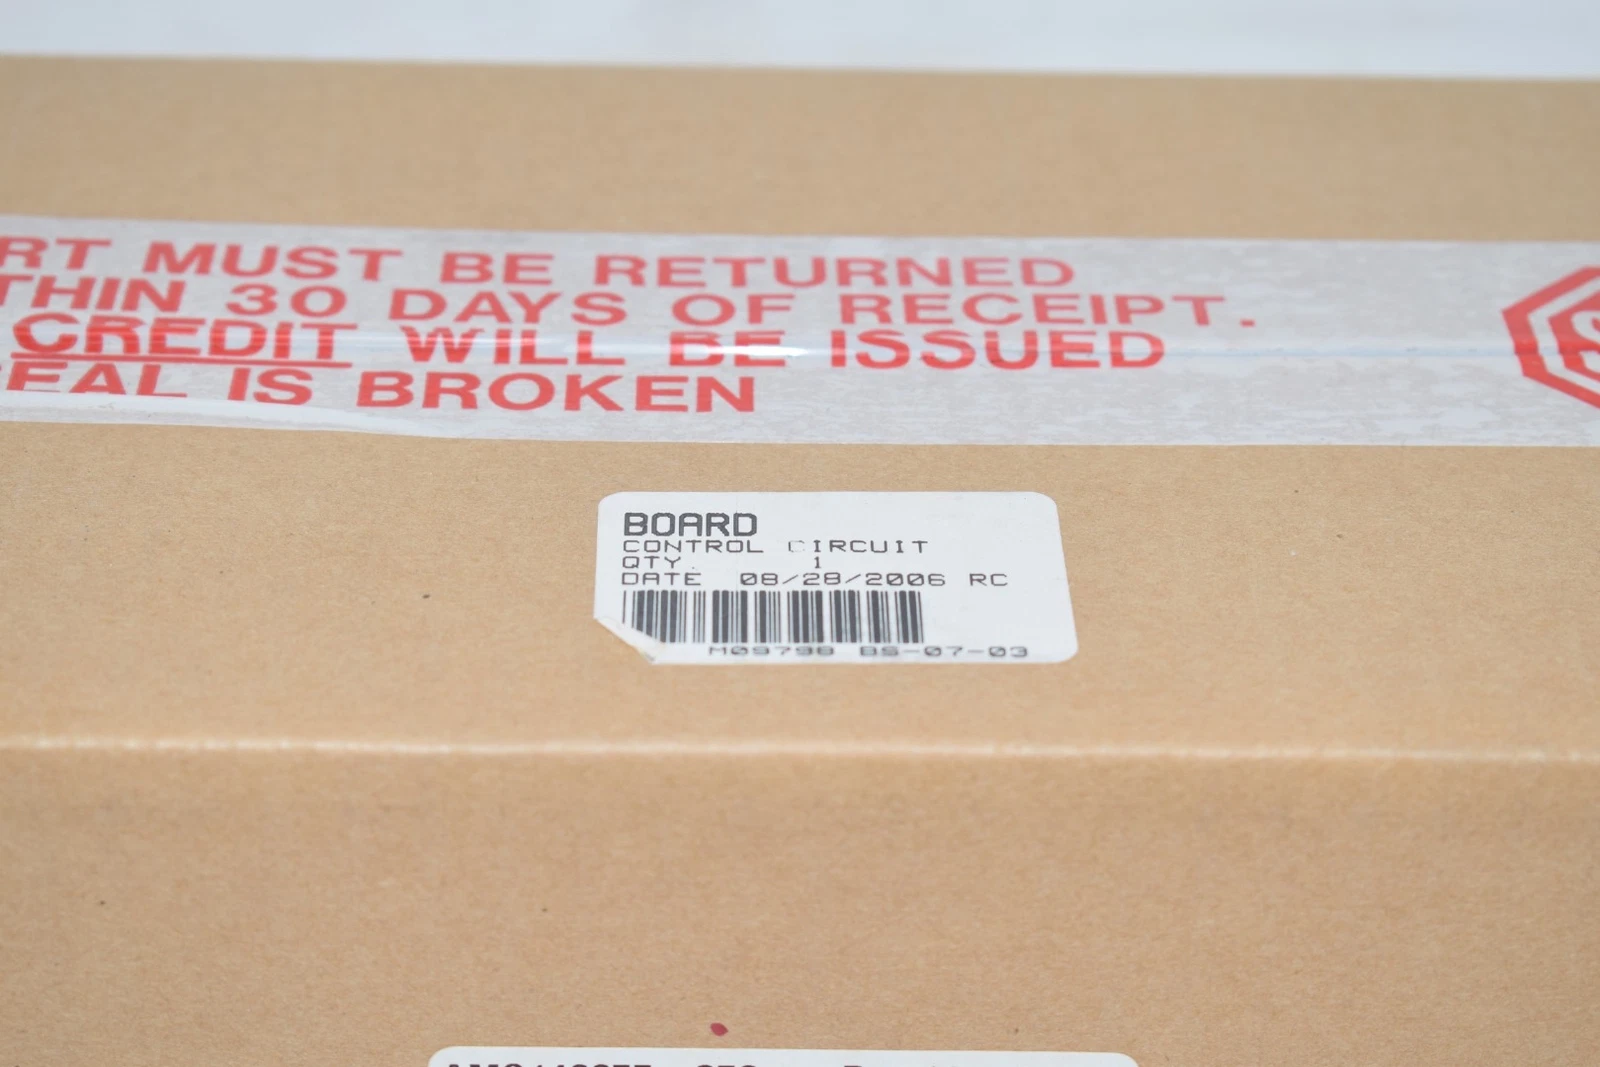 RT MUST BE RETURNED
THIN 30 DAYS OF RECEIPT.
CREDIT WILL BE ISSUED
EAL IS BROKEN
BOARD
CONTROL CIRCUIT
QTY. 1
DATE 08/28/2006 RC
M09798 BS-07-03